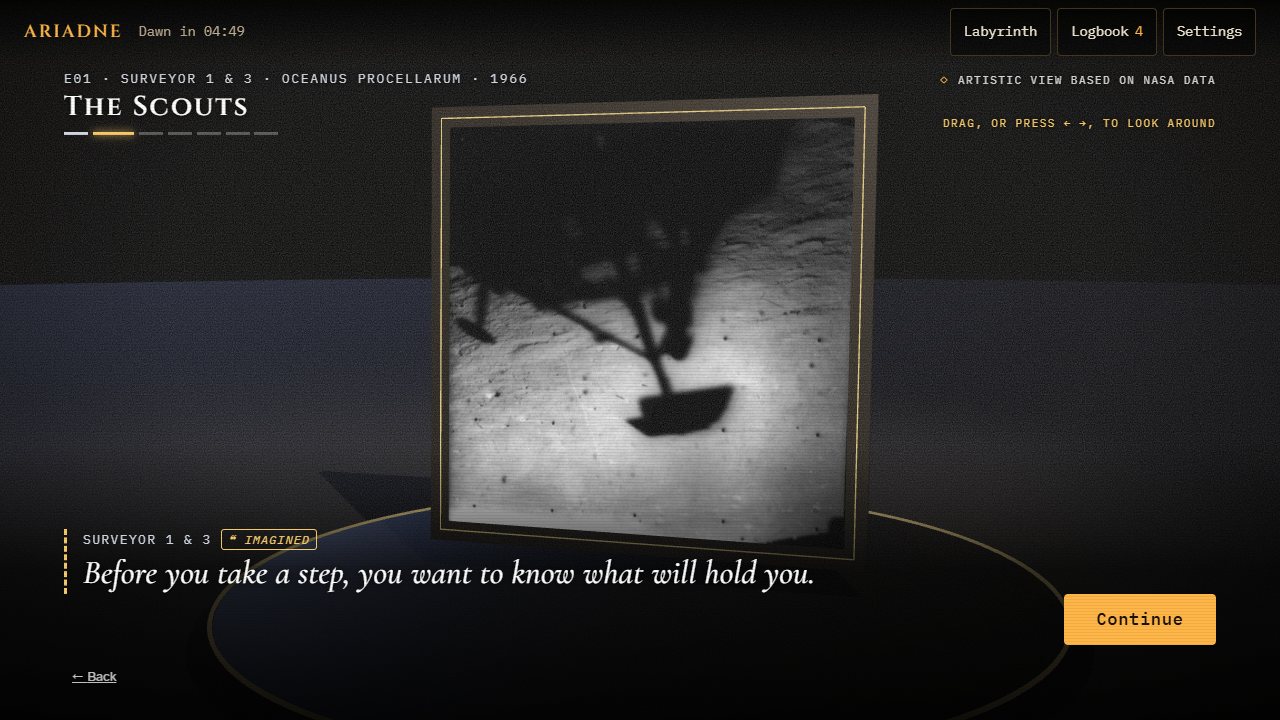 ARIADNE Dawn in 04:49 Labyrinth Logbook 4 Settings
E01 · SURVEYOR 1 & 3 · OCEANUS PROCELLARUM · 1966
The Scouts
◇ ARTISTIC VIEW BASED ON NASA DATA
DRAG, OR PRESS ← →, TO LOOK AROUND
SURVEYOR 1 & 3 ❝ IMAGINED
Before you take a step, you want to know what will hold you.
Continue
← Back